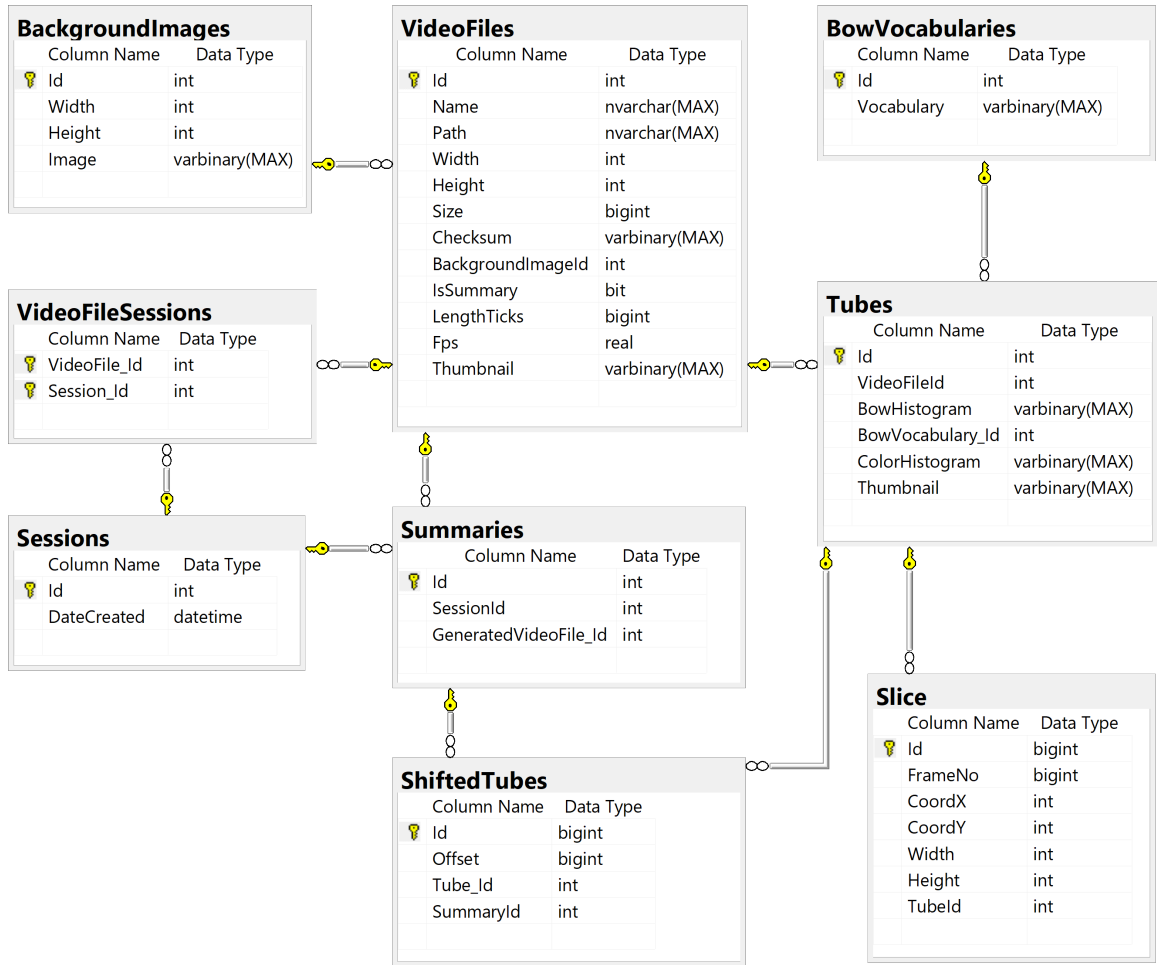 BackgroundImages
Column Name Data Type
Id int
Width int
Height int
Image varbinary(MAX)
VideoFiles
Column Name Data Type
Id int
Name nvarchar(MAX)
Path nvarchar(MAX)
Width int
Height int
Size bigint
Checksum varbinary(MAX)
BackgroundImageId int
IsSummary bit
LengthTicks bigint
Fps real
Thumbnail varbinary(MAX)
BowVocabularies
Column Name Data Type
Id int
Vocabulary varbinary(MAX)
VideoFileSessions
Column Name Data Type
VideoFile_Id int
Session_Id int
Tubes
Column Name Data Type
Id int
VideoFileId int
BowHistogram varbinary(MAX)
BowVocabulary_Id int
ColorHistogram varbinary(MAX)
Thumbnail varbinary(MAX)
Sessions
Column Name Data Type
Id int
DateCreated datetime
Summaries
Column Name Data Type
Id int
SessionId int
GeneratedVideoFile_Id int
Slice
Column Name Data Type
Id bigint
FrameNo bigint
CoordX int
CoordY int
Width int
Height int
TubeId int
ShiftedTubes
Column Name Data Type
Id bigint
Offset bigint
Tube_Id int
SummaryId int